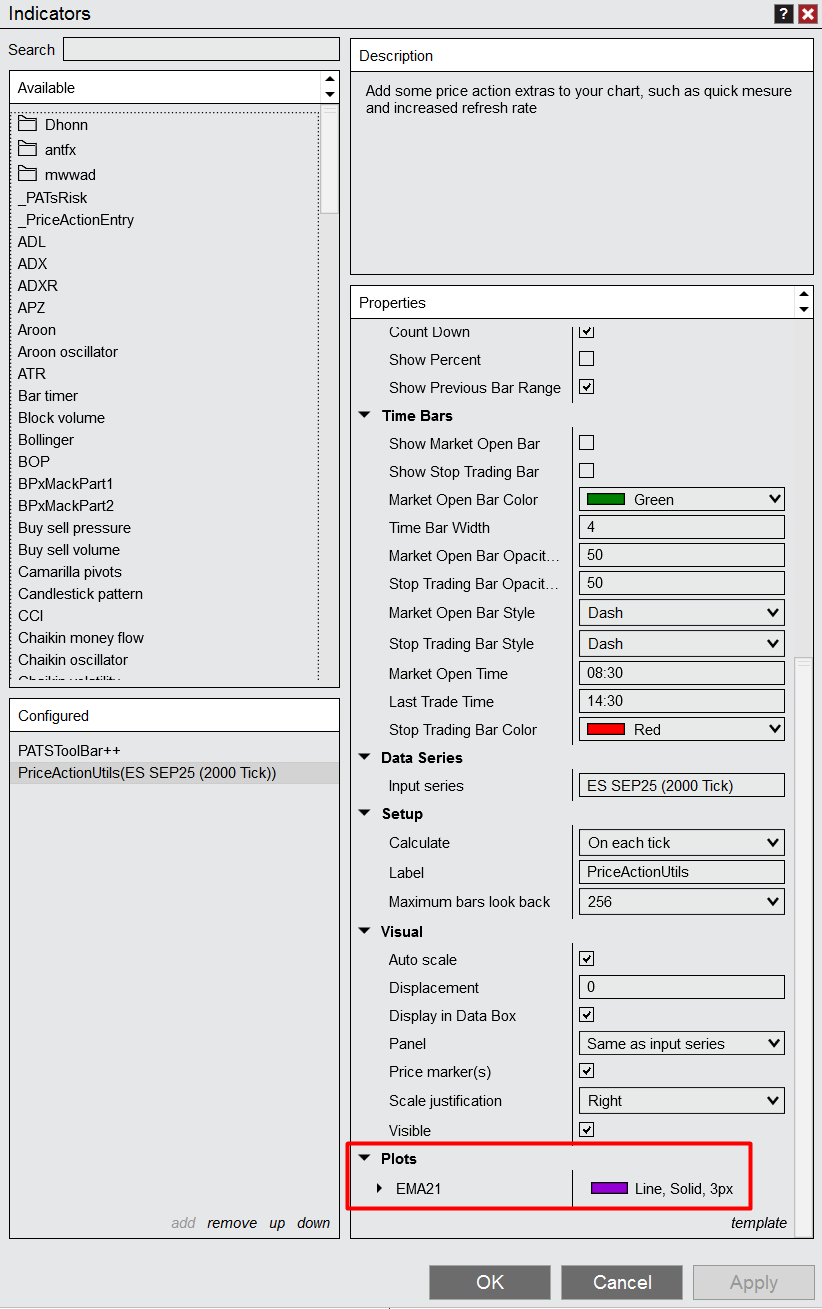 Indicators
?
Search
Available
Dhonn
antfx
mwwad
_PATsRisk
_PriceActionEntry
ADL
ADX
ADXR
APZ
Aroon
Aroon oscillator
ATR
Bar timer
Block volume
Bollinger
BOP
BPxMackPart1
BPxMackPart2
Buy sell pressure
Buy sell volume
Camarilla pivots
Candlestick pattern
CCI
Chaikin money flow
Chaikin oscillator
Chaikin volatility
Configured
PATSToolBar++
PriceActionUtils(ES SEP25 (2000 Tick))
add remove up down
Description
Add some price action extras to your chart, such as quick mesure
and increased refresh rate
Properties
Count Down
Show Percent
Show Previous Bar Range
Time Bars
Show Market Open Bar
Show Stop Trading Bar
Market Open Bar Color Green
Time Bar Width 4
Market Open Bar Opacit... 50
Stop Trading Bar Opacit... 50
Market Open Bar Style Dash
Stop Trading Bar Style Dash
Market Open Time 08:30
Last Trade Time 14:30
Stop Trading Bar Color Red
Data Series
Input series ES SEP25 (2000 Tick)
Setup
Calculate On each tick
Label PriceActionUtils
Maximum bars look back 256
Visual
Auto scale
Displacement 0
Display in Data Box
Panel Same as input series
Price marker(s)
Scale justification Right
Visible
Plots
EMA21 Line, Solid, 3px
template
OK Cancel Apply